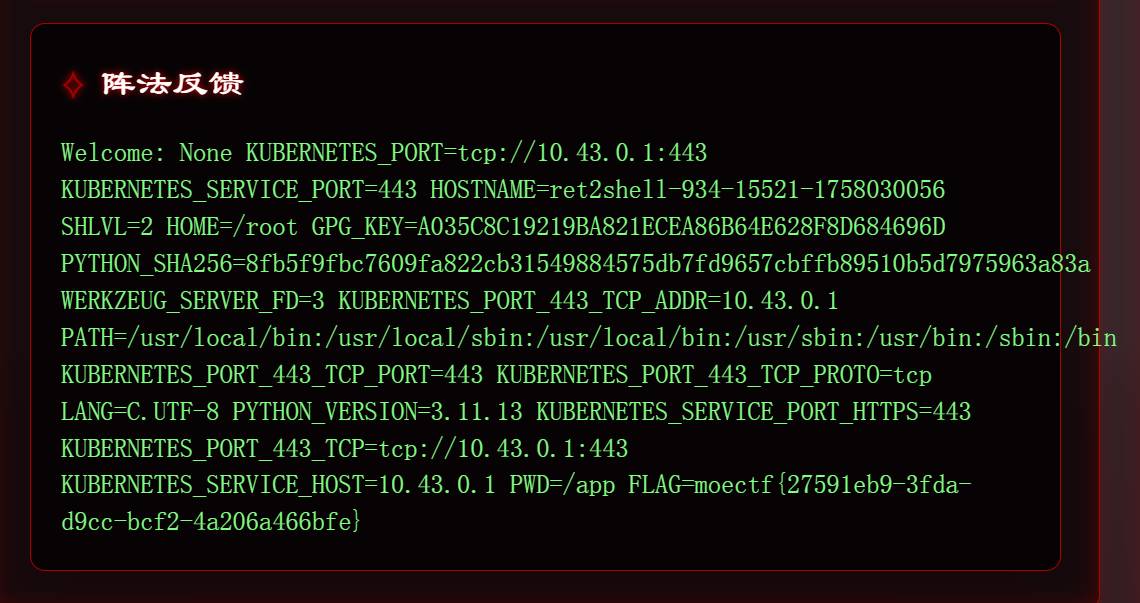 阵法反馈
Welcome: None KUBERNETES_PORT=tcp://10.43.0.1:443
KUBERNETES_SERVICE_PORT=443 HOSTNAME=ret2shell-934-15521-1758030056
SHLVL=2 HOME=/root GPG_KEY=A035C8C19219BA821ECEA86B64E628F8D684696D
PYTHON_SHA256=8fb5f9fbc7609fa822cb31549884575db7fd9657cbffb89510b5d7975963a83a
WERKZEUG_SERVER_FD=3 KUBERNETES_PORT_443_TCP_ADDR=10.43.0.1
PATH=/usr/local/bin:/usr/local/sbin:/usr/local/bin:/usr/sbin:/usr/bin:/sbin:/bin
KUBERNETES_PORT_443_TCP_PORT=443 KUBERNETES_PORT_443_TCP_PROTO=tcp
LANG=C.UTF-8 PYTHON_VERSION=3.11.13 KUBERNETES_SERVICE_PORT_HTTPS=443
KUBERNETES_PORT_443_TCP=tcp://10.43.0.1:443
KUBERNETES_SERVICE_HOST=10.43.0.1 PWD=/app FLAG=moectf{27591eb9-3fda-
d9cc-bcf2-4a206a466bfe}